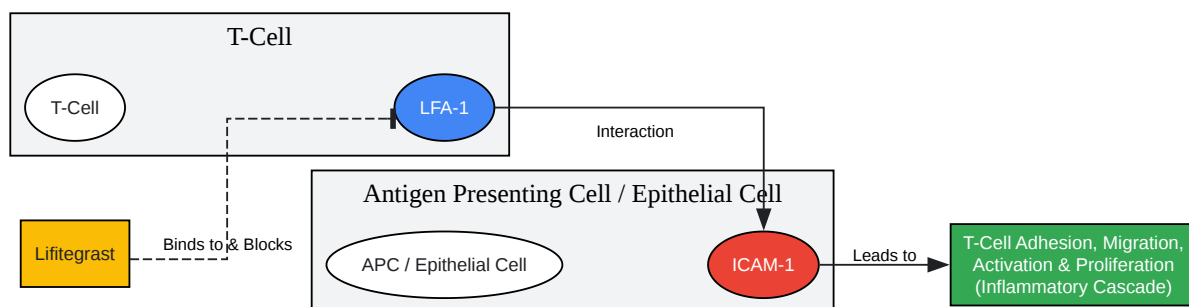 T-Cell
T-Cell
LFA-1
Interaction
Antigen Presenting Cell / Epithelial Cell
Lifitegrast
Binds to & Blocks
APC / Epithelial Cell
ICAM-1
Leads to
T-Cell Adhesion, Migration,
Activation & Proliferation
(Inflammatory Cascade)